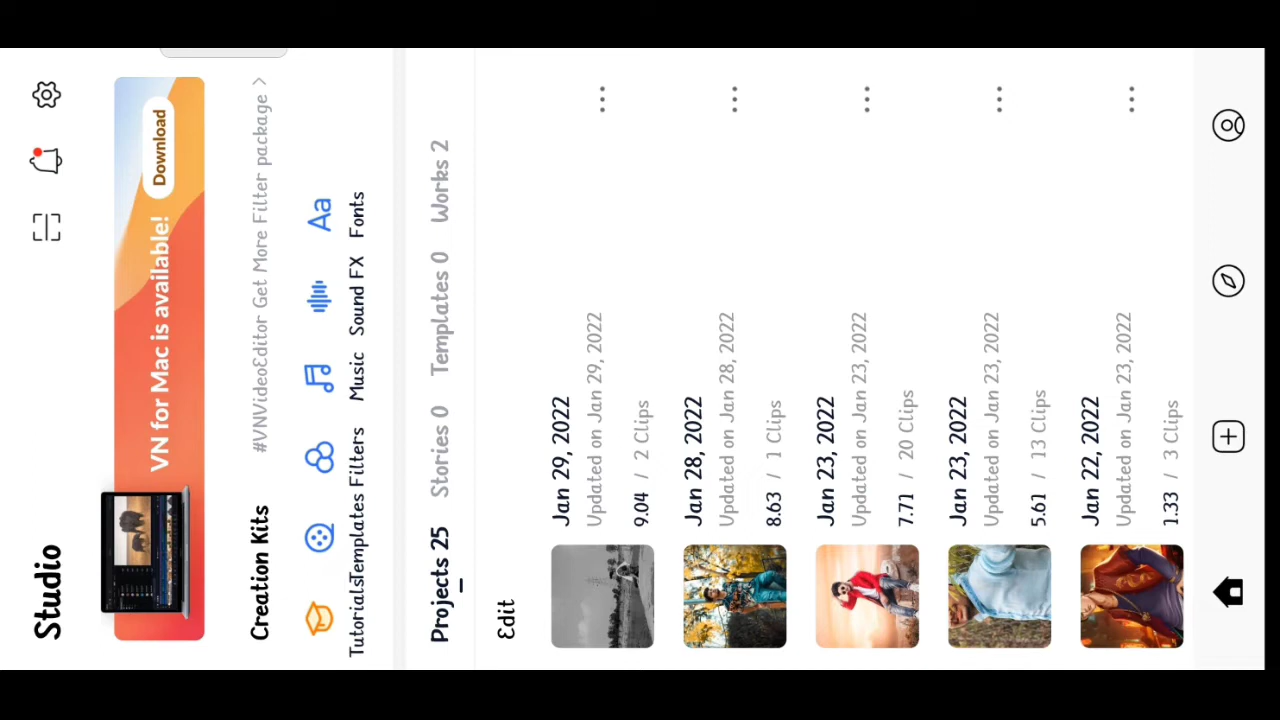 Studio
VN for Mac is available!
Download
Creation Kits
#VNVideoEditor Get More Filter package >
Tutorials
Templates
Filters
Music
Sound FX
Fonts
Projects 25
Stories 0
Templates 0
Works 2
Edit
Jan 29, 2022
Updated on Jan 29, 2022
9.04 / 2 Clips
Jan 28, 2022
Updated on Jan 28, 2022
8.63 / 1 Clips
Jan 23, 2022
Updated on Jan 23, 2022
7.71 / 20 Clips
Jan 23, 2022
Updated on Jan 23, 2022
5.61 / 13 Clips
Jan 22, 2022
Updated on Jan 23, 2022
1.33 / 3 Clips